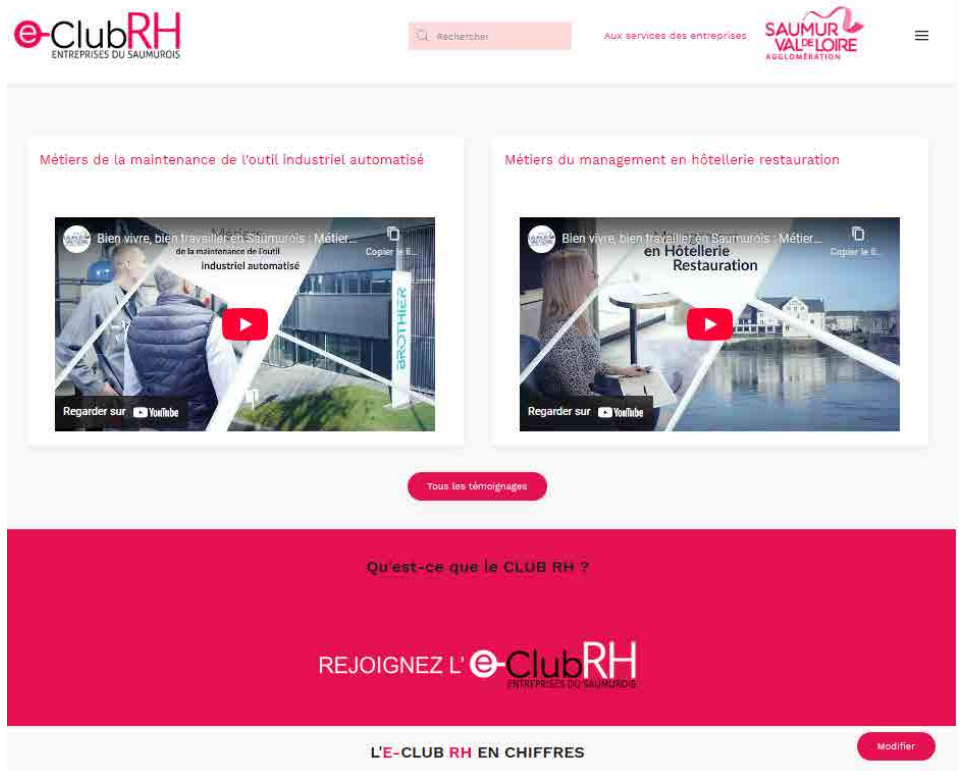 e-ClubRH
ENTREPRISES DU SAUMUROIS
Rechercher
Aux services des entreprises
SAUMUR
VAL DE LOIRE
AGGLOMÉRATION
Métiers de la maintenance de l'outil industriel automatisé
Métiers du management en hôtellerie restauration
Bien vivre, bien travailler en Saumurois : Métier...
Copier le li...
Métiers
de la maintenance de l'outil
industriel automatisé
BROTHIER
Regarder sur YouTube
Bien vivre, bien travailler en Saumurois : Métier...
Copier le li...
en Hôtellerie
Restauration
Regarder sur YouTube
Tous les témoignages
Qu'est-ce que le CLUB RH ?
REJOIGNEZ L' e-ClubRH
ENTREPRISES DU SAUMUROIS
L'E-CLUB RH EN CHIFFRES
Modifier